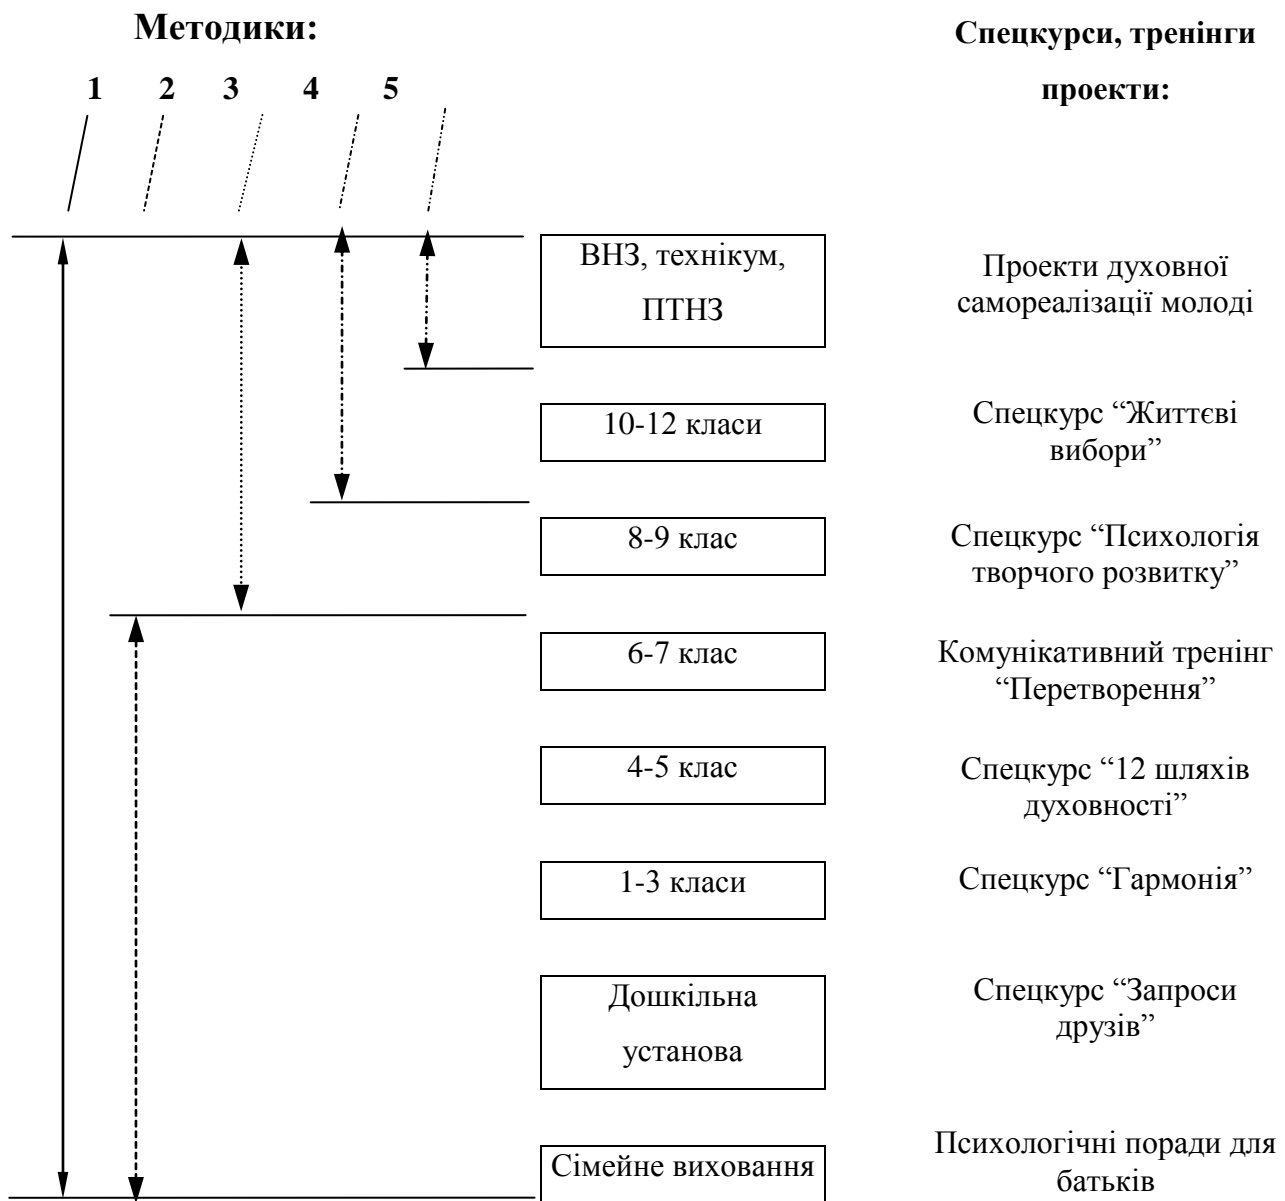 Методики:
1 2 3 4 5
Спецкурси, тренінги
проекти:
ВНЗ, технікум,
ПТНЗ
Проекти духовної
самореалізації молоді
10-12 класи
Спецкурс “Життєві
вибори”
8-9 клас
Спецкурс “Психологія
творчого розвитку”
6-7 клас
Комунікативний тренінг
“Перетворення”
4-5 клас
Спецкурс “12 шляхів
духовності”
1-3 класи
Спецкурс “Гармонія”
Дошкільна
установа
Спецкурс “Запроси
друзів”
Сімейне виховання
Психологічні поради для
батьків